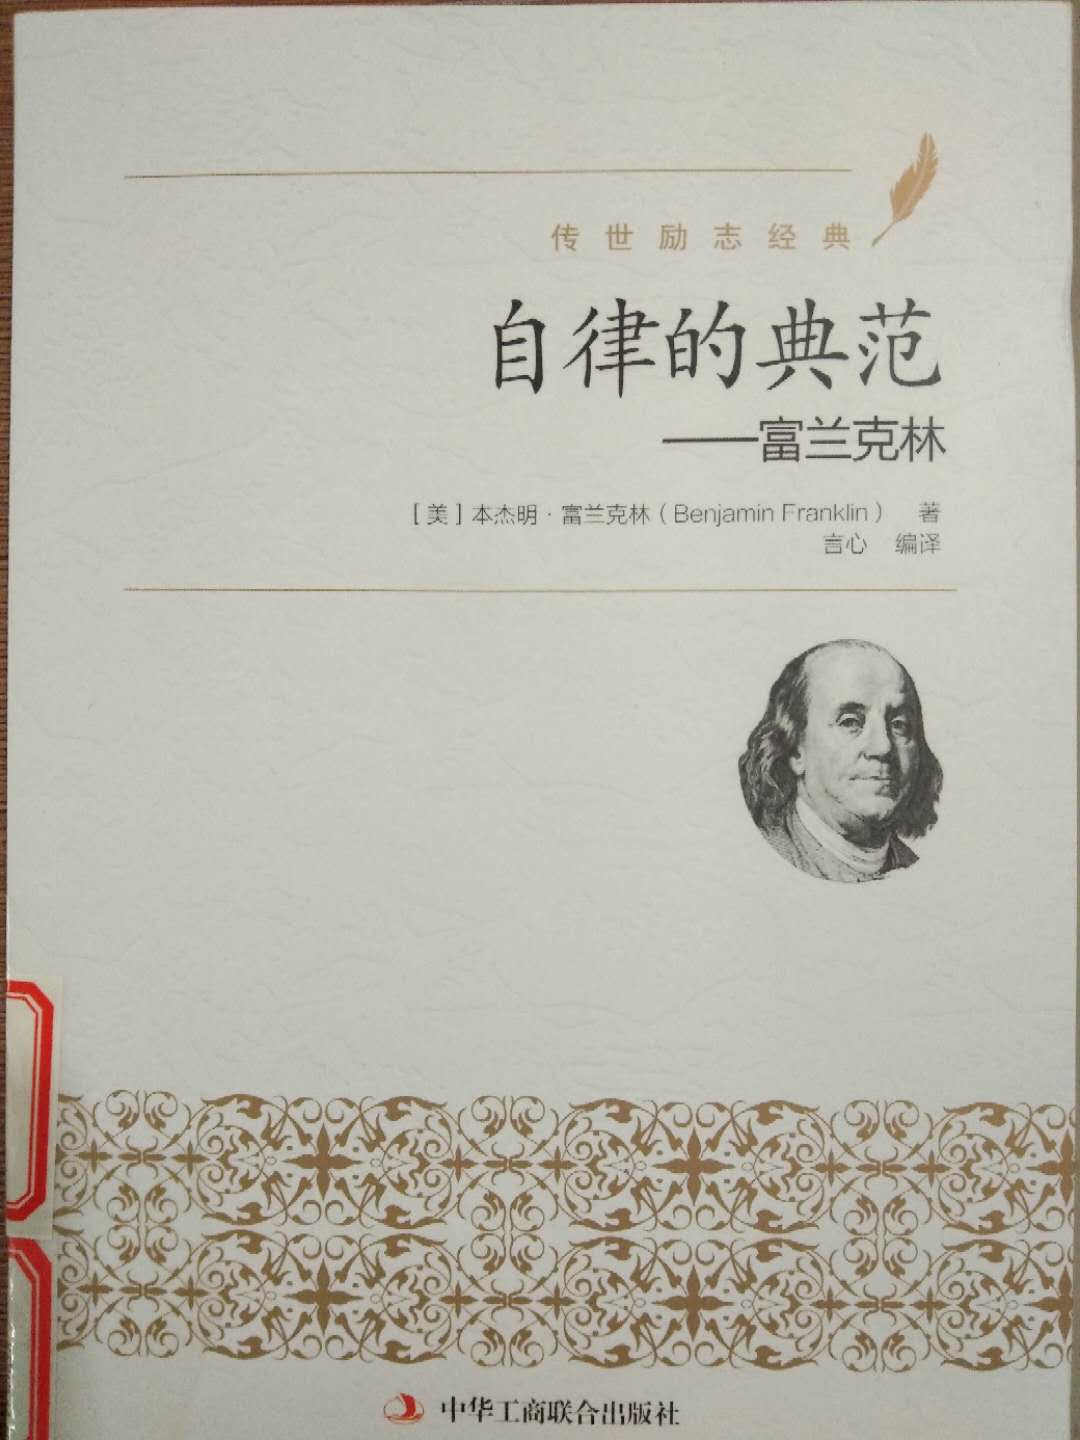 传世励志经典
自律的典范
——富兰克林
［美］本杰明·富兰克林（Benjamin Franklin） 著
言心 编译
中华工商联合出版社